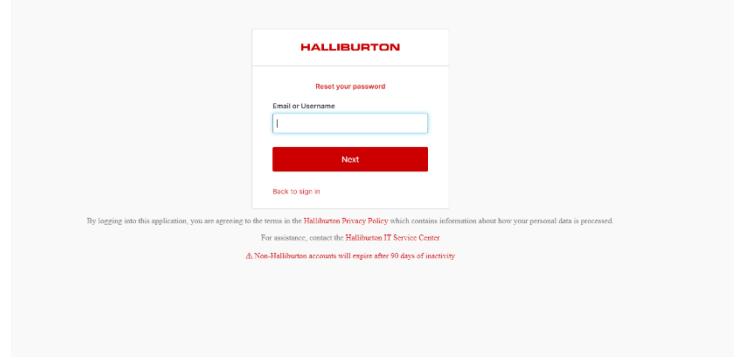 HALLIBURTON
Reset your password
Email or Username
Next
Back to sign in
By logging into this application, you are agreeing to the terms in the Halliburton Privacy Policy which contains information about how your personal data is processed.
For assistance, contact the Halliburton IT Service Center
⚠ Non-Halliburton accounts will expire after 90 days of inactivity